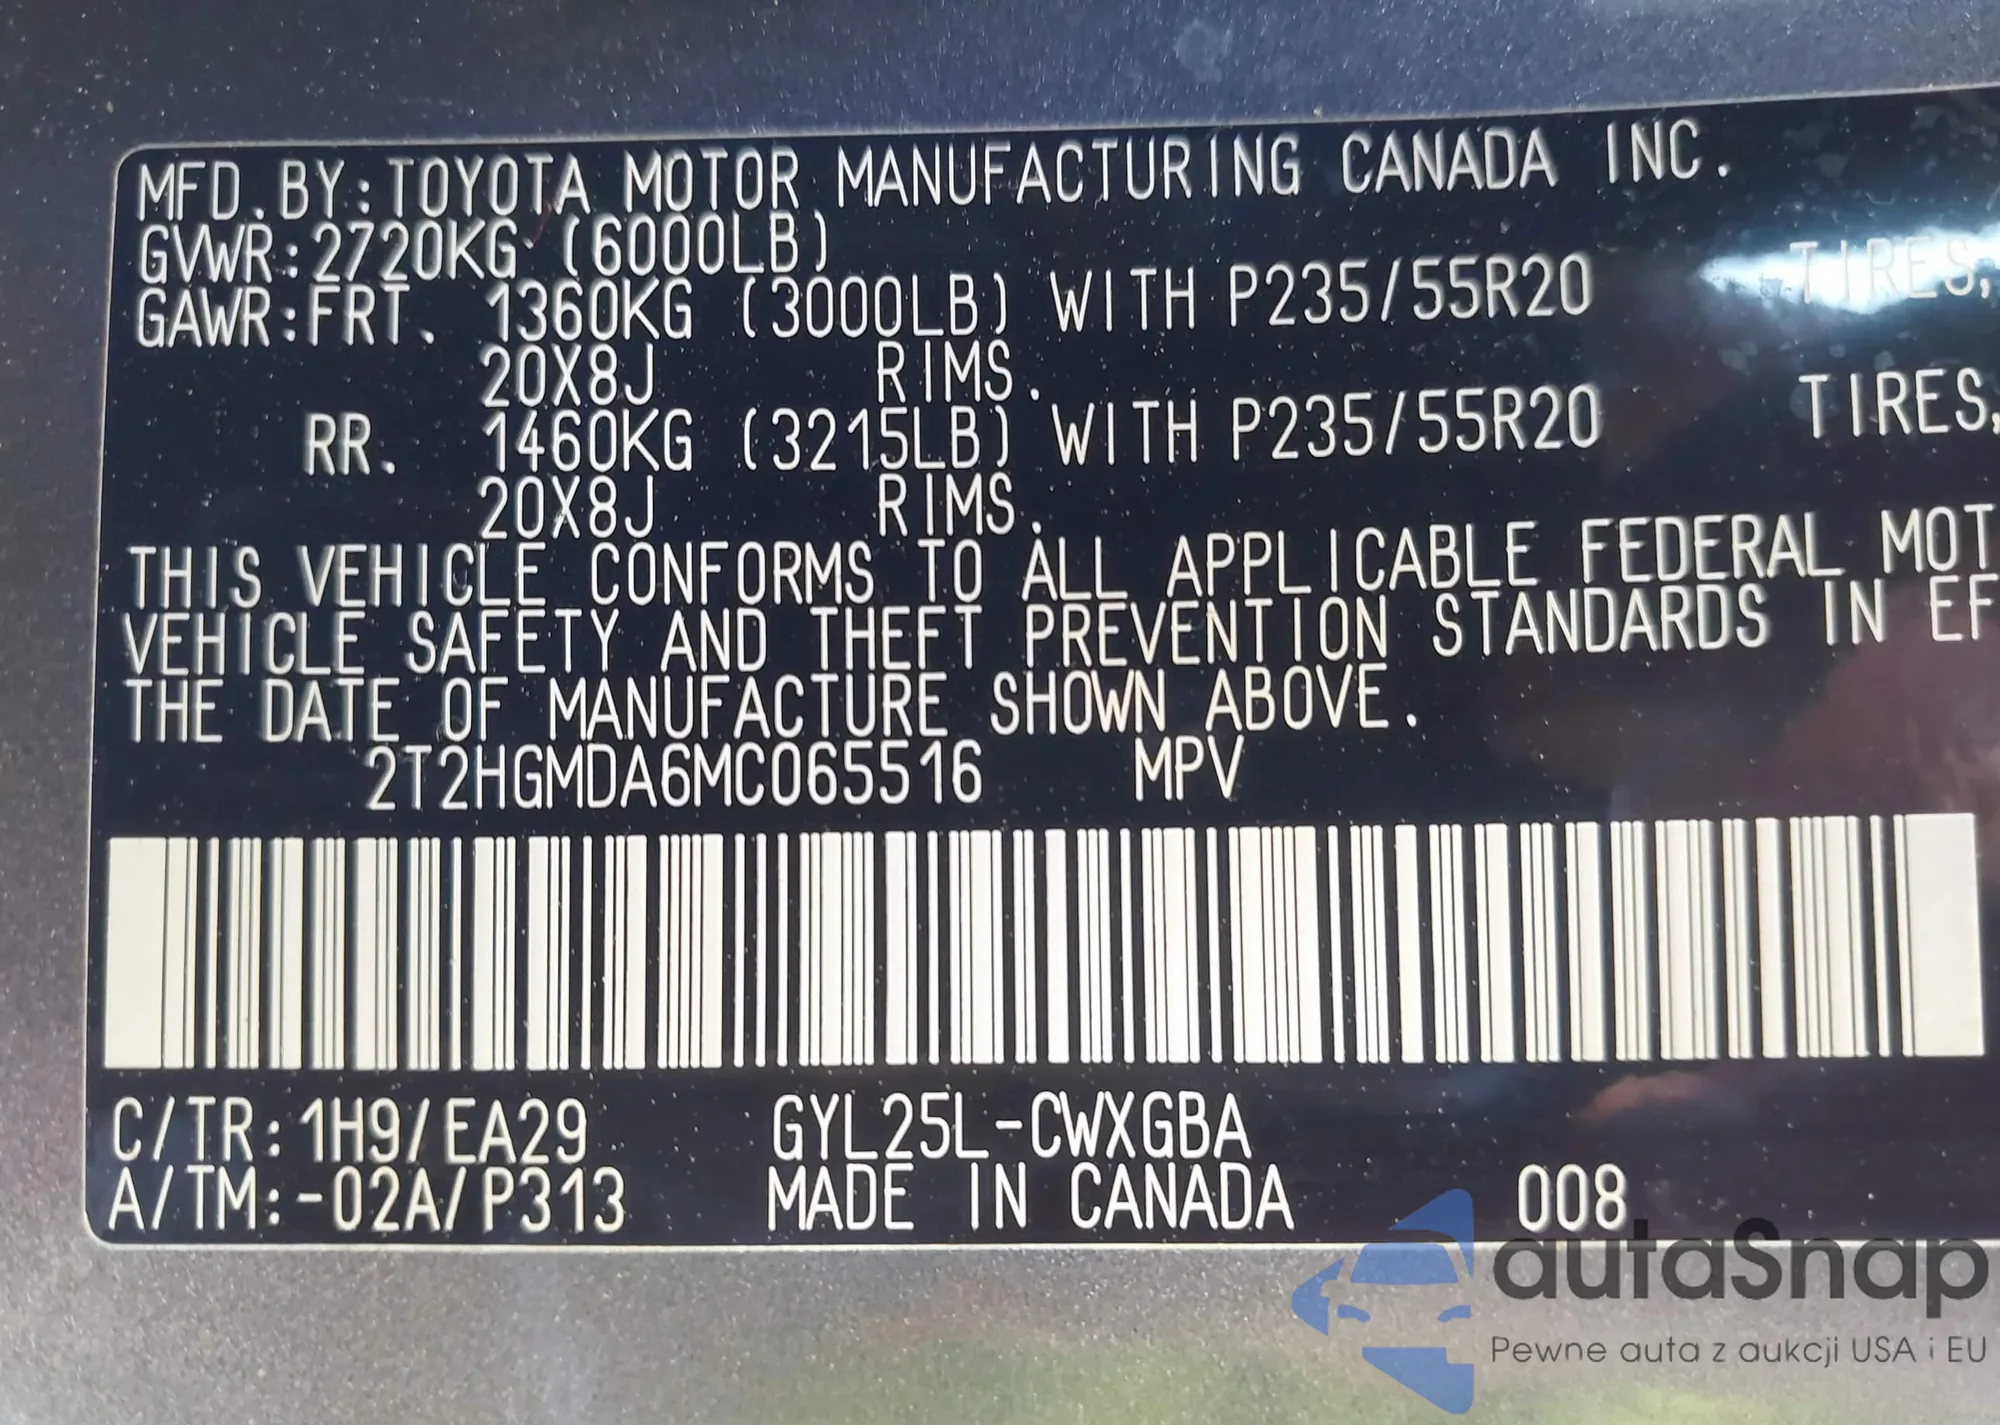 MFD.BY:TOYOTA MOTOR MANUFACTURING CANADA INC.
GVWR:2720KG (6000LB)
GAWR:FRT. 1360KG (3000LB) WITH P235/55R20 TIRES,
20X8J RIMS.
RR. 1460KG (3215LB) WITH P235/55R20 TIRES,
20X8J RIMS.
THIS VEHICLE CONFORMS TO ALL APPLICABLE FEDERAL MOT
VEHICLE SAFETY AND THEFT PREVENTION STANDARDS IN EF
THE DATE OF MANUFACTURE SHOWN ABOVE.
2T2HGMDA6MC065516 MPV
C/TR:1H9/EA29 GYL25L-CWXGBA
A/TM:-02A/P313 MADE IN CANADA 008
autaSnap
Pewne auta z aukcji USA i EU